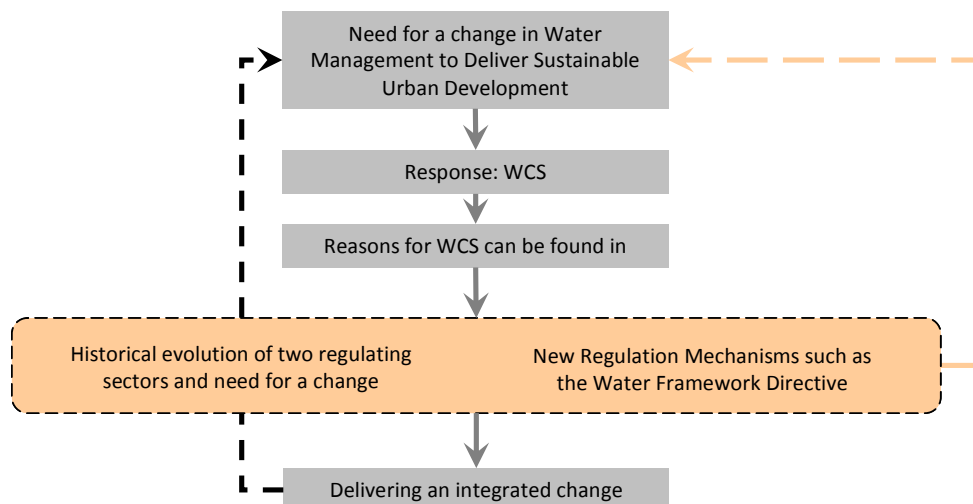 Need for a change in Water
Management to Deliver Sustainable
Urban Development
Response: WCS
Reasons for WCS can be found in
Historical evolution of two regulating
sectors and need for a change
New Regulation Mechanisms such as
the Water Framework Directive
Delivering an integrated change